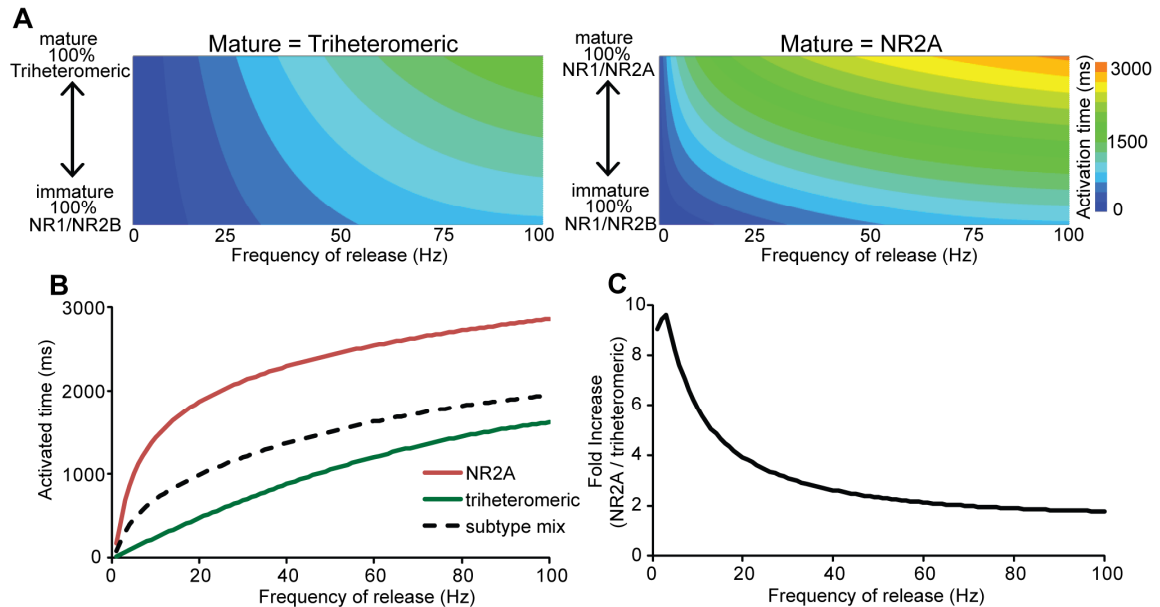 A
Mature = Triheteromeric
mature
100%
Triheteromeric
immature
100%
NR1/NR2B
0 25 50 75 100
Frequency of release (Hz)
Mature = NR2A
mature
100%
NR1/NR2A
immature
100%
NR1/NR2B
0 25 50 75 100
Frequency of release (Hz)
Activation time (ms)
3000
1500
0
B
Activated time (ms)
3000
2000
1000
0
NR2A
triheteromeric
subtype mix
0 20 40 60 80 100
Frequency of release (Hz)
C
Fold Increase
(NR2A / triheteromeric)
10
8
6
4
2
0
0 20 40 60 80 100
Frequency of release (Hz)